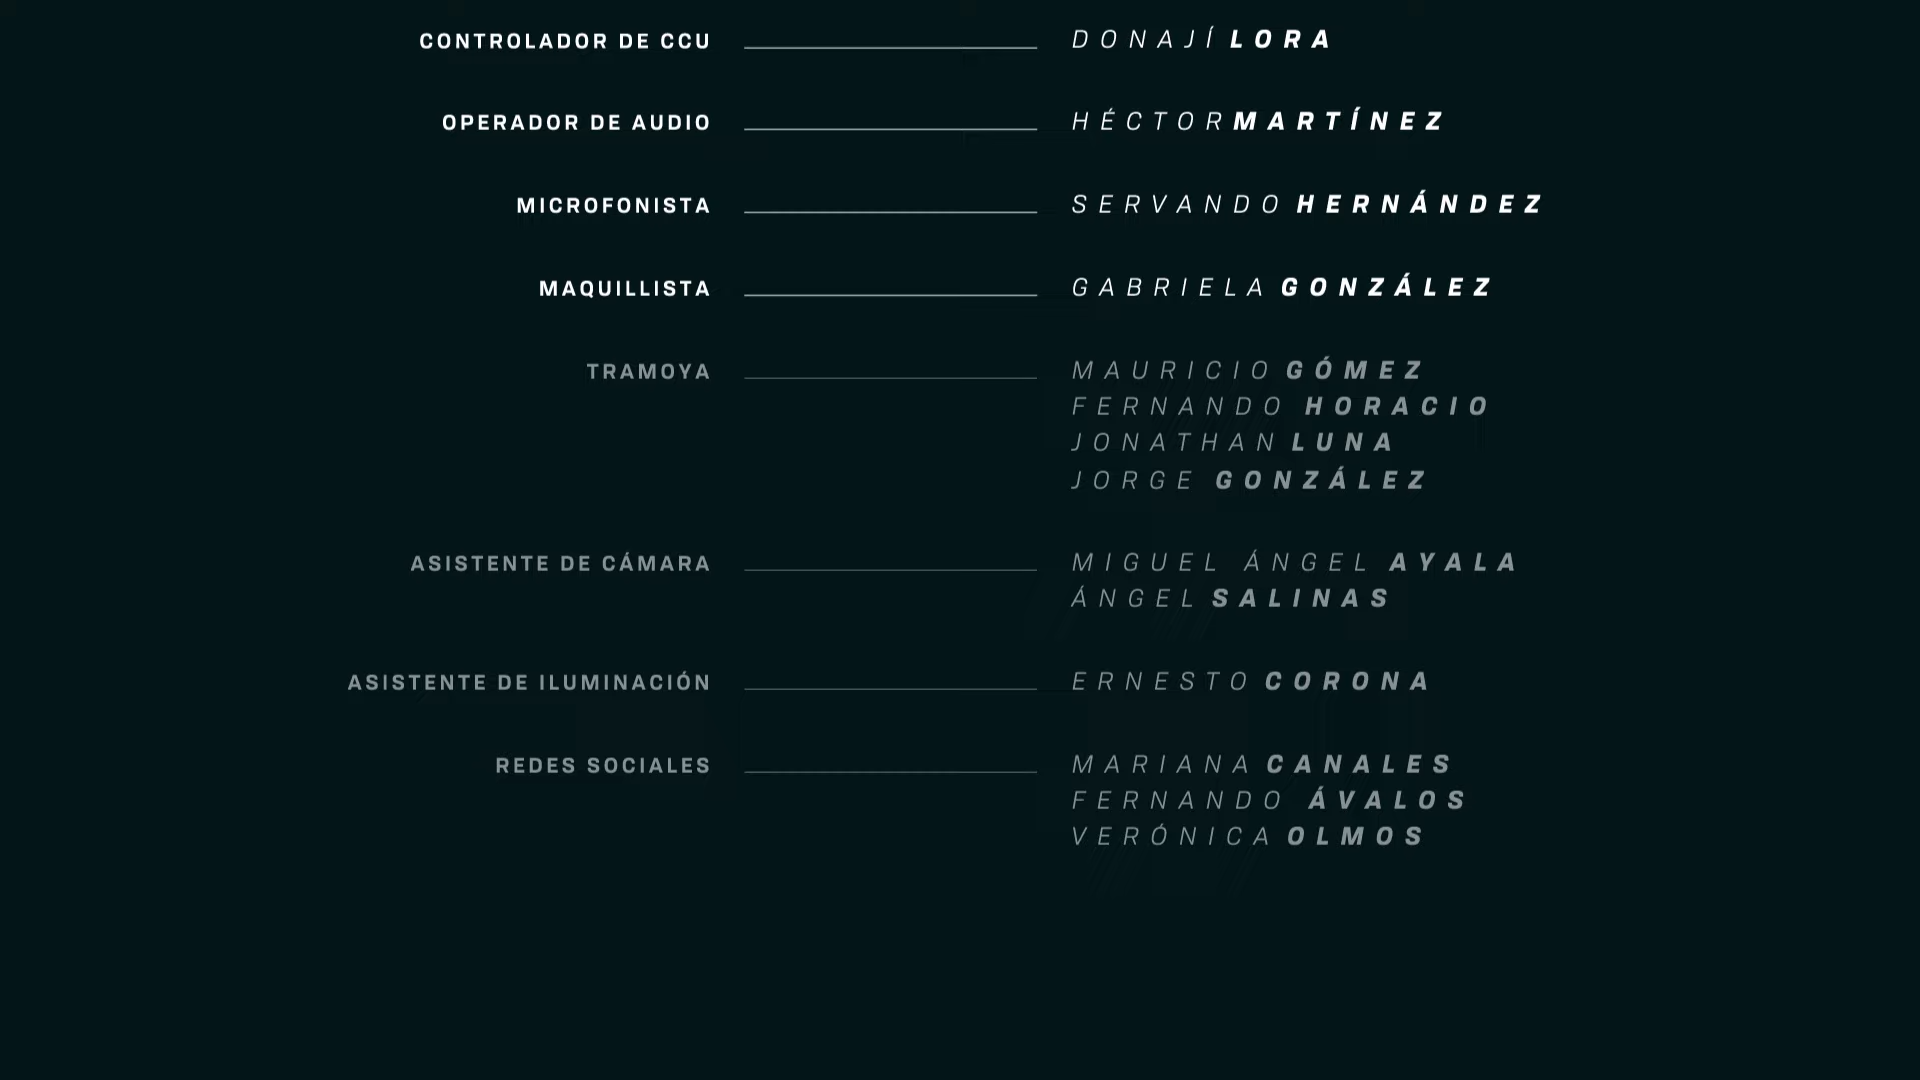 CONTROLADOR DE CCU DONAJÍ LORA
OPERADOR DE AUDIO HÉCTOR MARTÍNEZ
MICROFONISTA SERVANDO HERNÁNDEZ
MAQUILLISTA GABRIELA GONZÁLEZ
TRAMOYA MAURICIO GÓMEZ
FERNANDO HORACIO
JONATHAN LUNA
JORGE GONZÁLEZ
ASISTENTE DE CÁMARA MIGUEL ÁNGEL AYALA
ÁNGEL SALINAS
ASISTENTE DE ILUMINACIÓN ERNESTO CORONA
REDES SOCIALES MARIANA CANALES
FERNANDO ÁVALOS
VERÓNICA OLMOS